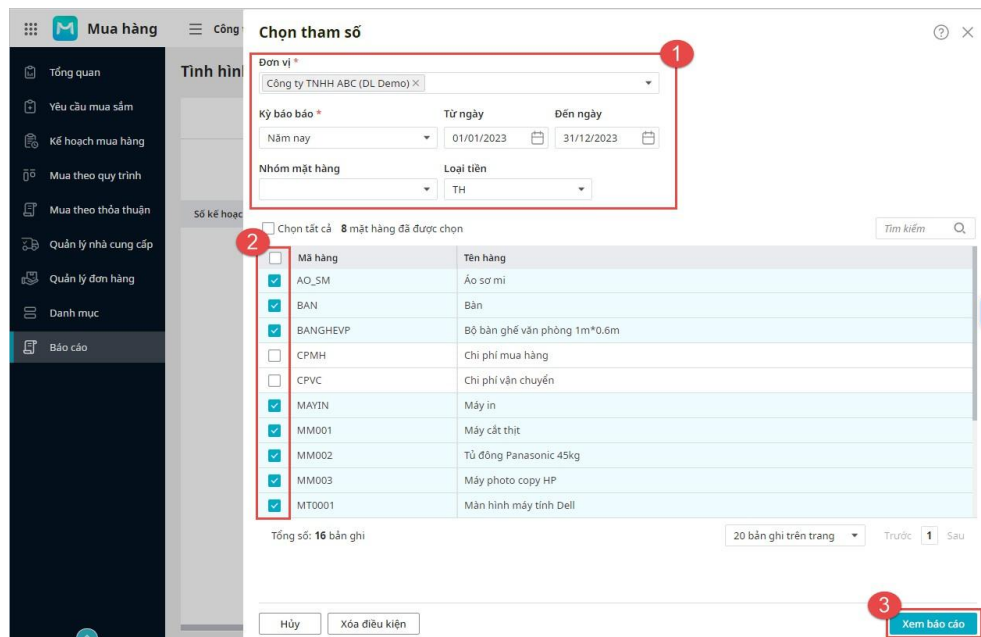 Mua hàng
Công
Chọn tham số
1
Tổng quan
Yêu cầu mua sắm
Kế hoạch mua hàng
Mua theo quy trình
Mua theo thỏa thuận
Quản lý nhà cung cấp
Quản lý đơn hàng
Danh mục
Báo cáo
Tình hìn
Số kế hoạc
Đơn vị *
Công ty TNHH ABC (DL Demo) ×
Kỳ báo báo * Từ ngày Đến ngày
Năm nay 01/01/2023 31/12/2023
Nhóm mặt hàng Loại tiền
TH
Chọn tất cả 8 mặt hàng đã được chọn Tìm kiếm
2
Mã hàng Tên hàng
AO_SM Áo sơ mi
BAN Bàn
BANGHEVP Bộ bàn ghế văn phòng 1m*0.6m
CPMH Chi phí mua hàng
CPVC Chi phí vận chuyển
MAYIN Máy in
MM001 Máy cắt thịt
MM002 Tủ đông Panasonic 45kg
MM003 Máy photo copy HP
MT0001 Màn hình máy tính Dell
Tổng số: 16 bản ghi 20 bản ghi trên trang Trước 1 Sau
3
Hủy Xóa điều kiện Xem báo cáo